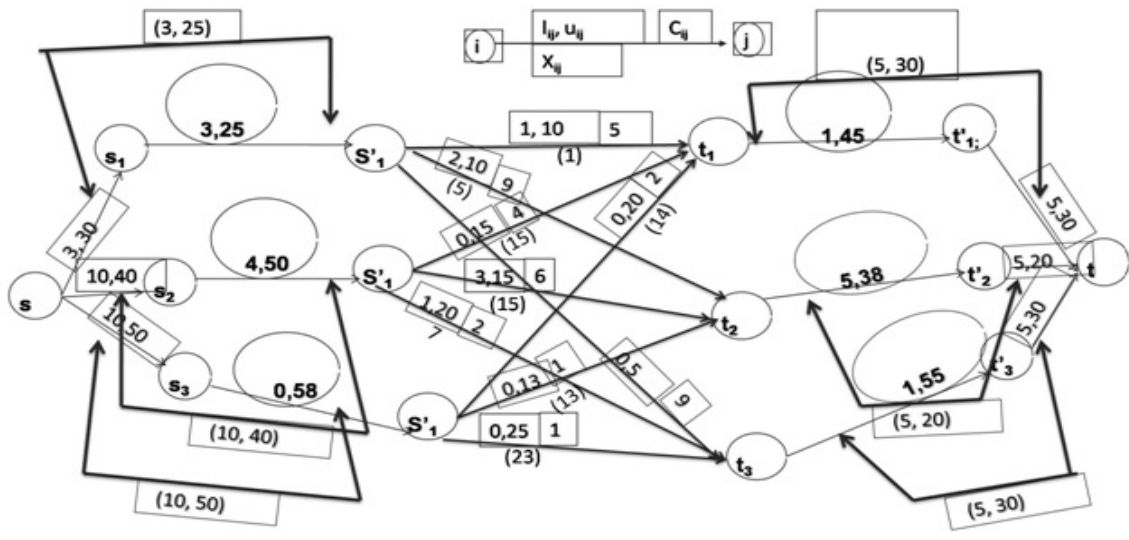 (3, 25)
i
l_ij, u_ij
C_ij
X_ij
j
(5, 30)
s₁
3,25
S'₁
1, 10
5
(1)
t₁
1,45
t'₁;
2,10
9
(5)
0,20
2
(14)
3,30
0,15
4
(15)
5,30
s
10,40
s₂
4,50
S'₁
3,15
6
(15)
5,38
t'₂
5,20
t
10,50
1,20
2
7
t₂
5,30
s₃
0,58
0,13
1
(13)
0,5
9
1,55
t'₃
S'₁
0,25
1
(23)
t₃
(10, 40)
(5, 20)
(10, 50)
(5, 30)